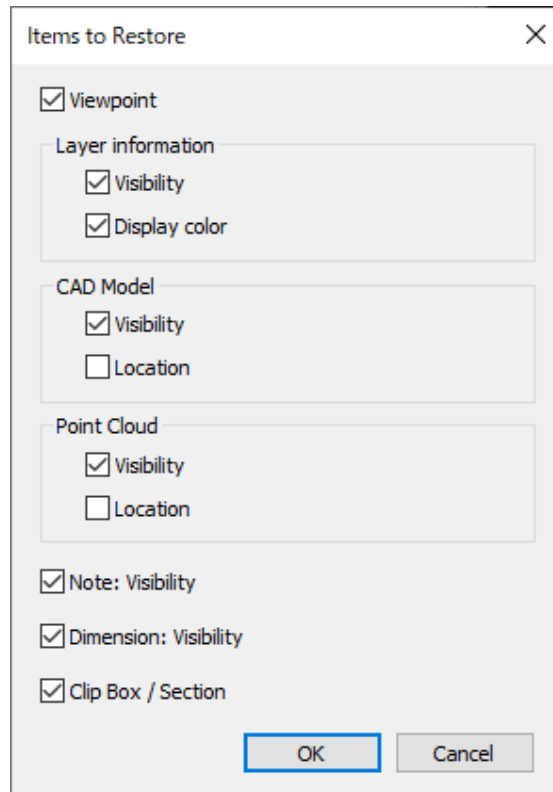 Items to Restore
Viewpoint
Layer information
Visibility
Display color
CAD Model
Visibility
Location
Point Cloud
Visibility
Location
Note: Visibility
Dimension: Visibility
Clip Box / Section
OK Cancel